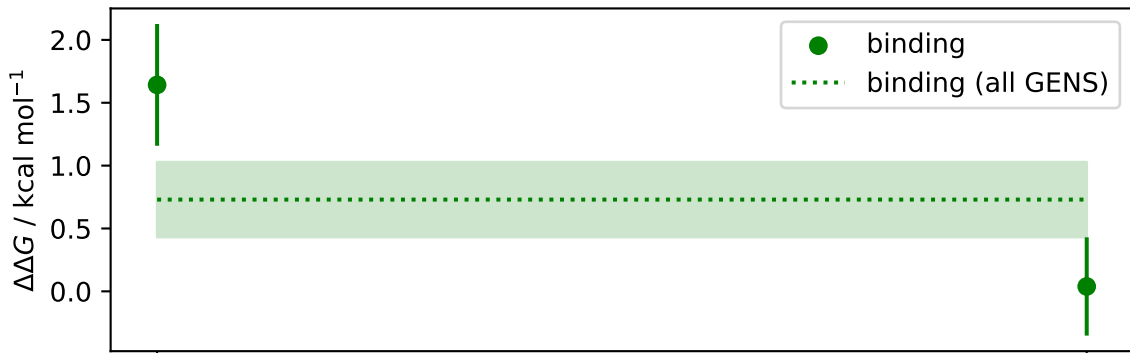 ΔΔG / kcal mol⁻¹
2.0
1.5
1.0
0.5
0.0
binding
binding (all GENS)